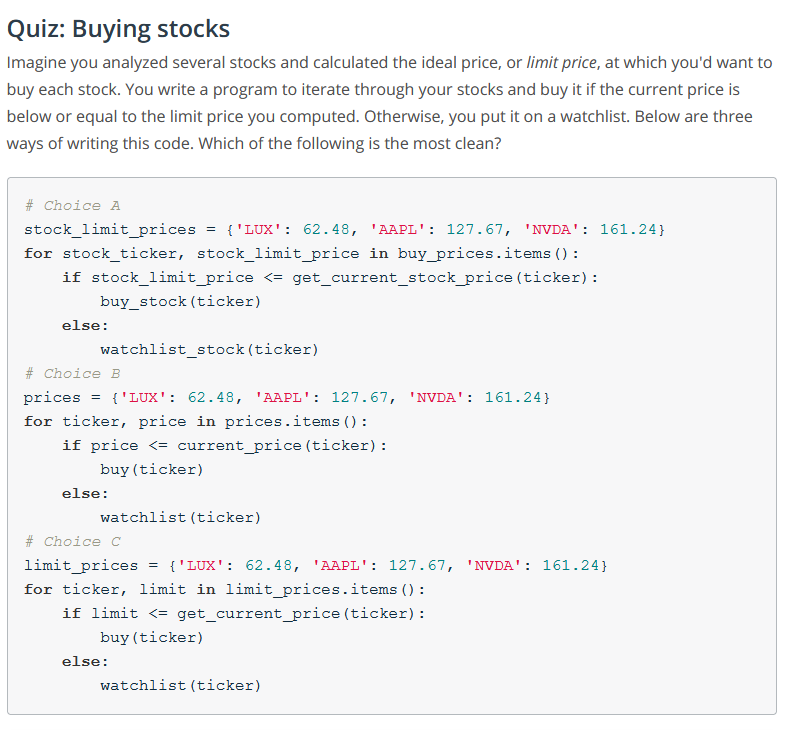 Quiz: Buying stocks
Imagine you analyzed several stocks and calculated the ideal price, or limit price, at which you'd want to
buy each stock. You write a program to iterate through your stocks and buy it if the current price is
below or equal to the limit price you computed. Otherwise, you put it on a watchlist. Below are three
ways of writing this code. Which of the following is the most clean?
# Choice A
stock_limit_prices = {'LUX': 62.48, 'AAPL': 127.67, 'NVDA': 161.24}
for stock_ticker, stock_limit_price in buy_prices.items():
    if stock_limit_price <= get_current_stock_price(ticker):
        buy_stock(ticker)
    else:
        watchlist_stock(ticker)
# Choice B
prices = {'LUX': 62.48, 'AAPL': 127.67, 'NVDA': 161.24}
for ticker, price in prices.items():
    if price <= current_price(ticker):
        buy(ticker)
    else:
        watchlist(ticker)
# Choice C
limit_prices = {'LUX': 62.48, 'AAPL': 127.67, 'NVDA': 161.24}
for ticker, limit in limit_prices.items():
    if limit <= get_current_price(ticker):
        buy(ticker)
    else:
        watchlist(ticker)